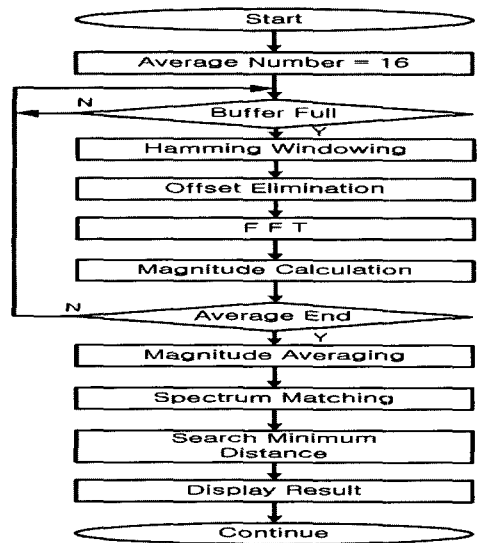 Start
Average Number = 16
N
Buffer Full
Y
Hamming Windowing
Offset Elimination
F F T
Magnitude Calculation
N
Average End
Y
Magnitude Averaging
Spectrum Matching
Search Minimum
Distance
Display Result
Continue